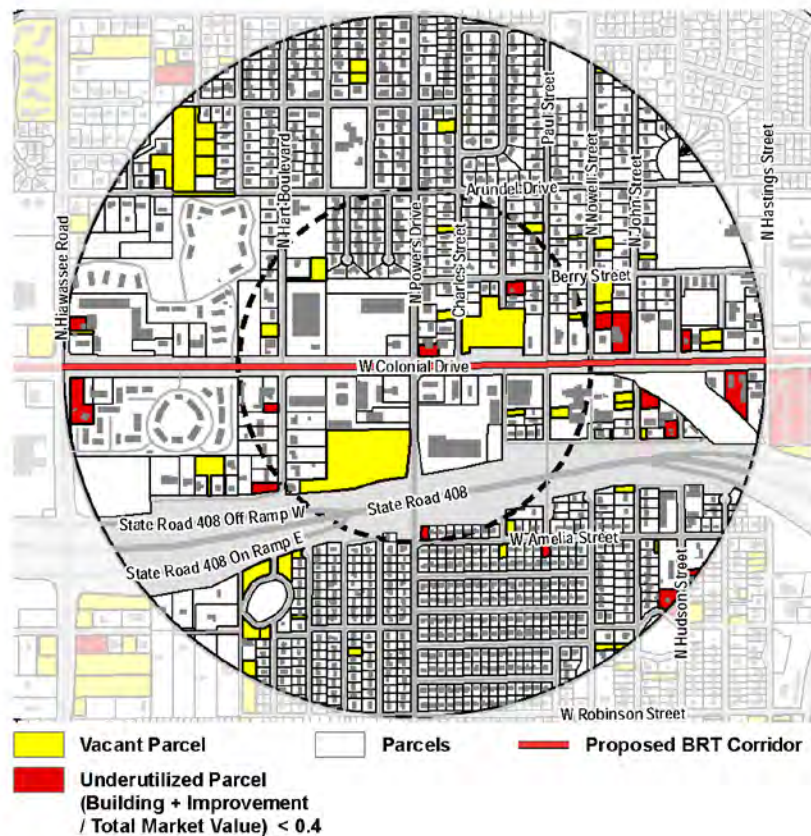 Paul Street
N Hastings Street
N Hart Boulevard
N Nowell Street
N John Street
Arundel Drive
N Hiawassee Road
N Powers Drive
Charles Street
Berry Street
W Colonial Drive
State Road 408 Off Ramp W
State Road 408
State Road 408 On Ramp E
W Amelia Street
N Hudson Street
W Robinson Street
Vacant Parcel
Parcels
Proposed BRT Corridor
Underutilized Parcel
(Building + Improvement
/ Total Market Value) < 0.4